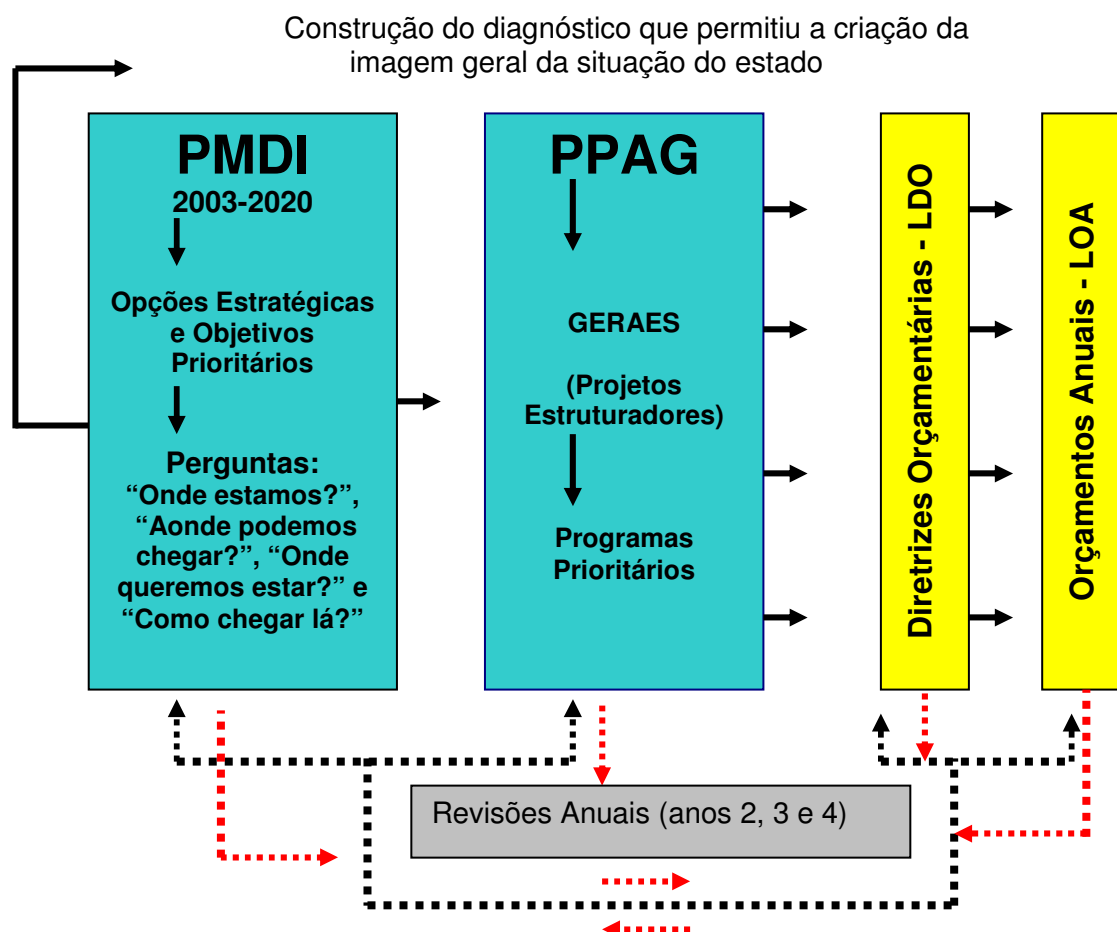 Construção do diagnóstico que permitiu a criação da
imagem geral da situação do estado
PMDI
2003-2020
Opções Estratégicas
e Objetivos
Prioritários
Perguntas:
“Onde estamos?”,
“Aonde podemos
chegar?”, “Onde
queremos estar?” e
“Como chegar lá?”
PPAG
GERAES
(Projetos
Estruturadores)
Programas
Prioritários
Diretrizes Orçamentárias - LDO
Orçamentos Anuais - LOA
Revisões Anuais (anos 2, 3 e 4)